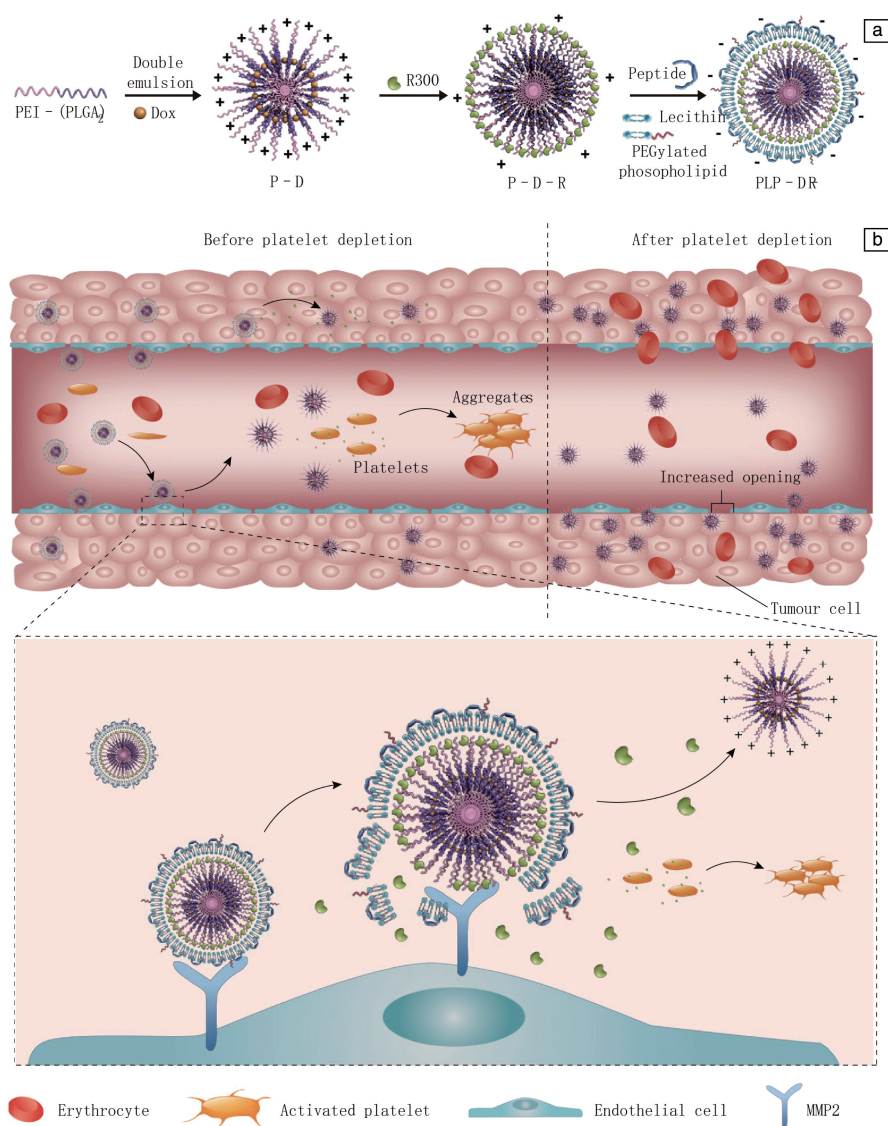 a
Double
emulsion
Dox
PEI-(PLGA)2
P-D
R300
P-D-R
Peptide
Lecithin
PEGylated
phosopholipid
PLP-DR
b
Before platelet depletion
After platelet depletion
Aggregates
Platelets
Increased opening
Tumour cell
Erythrocyte
Activated platelet
Endothelial cell
MMP2